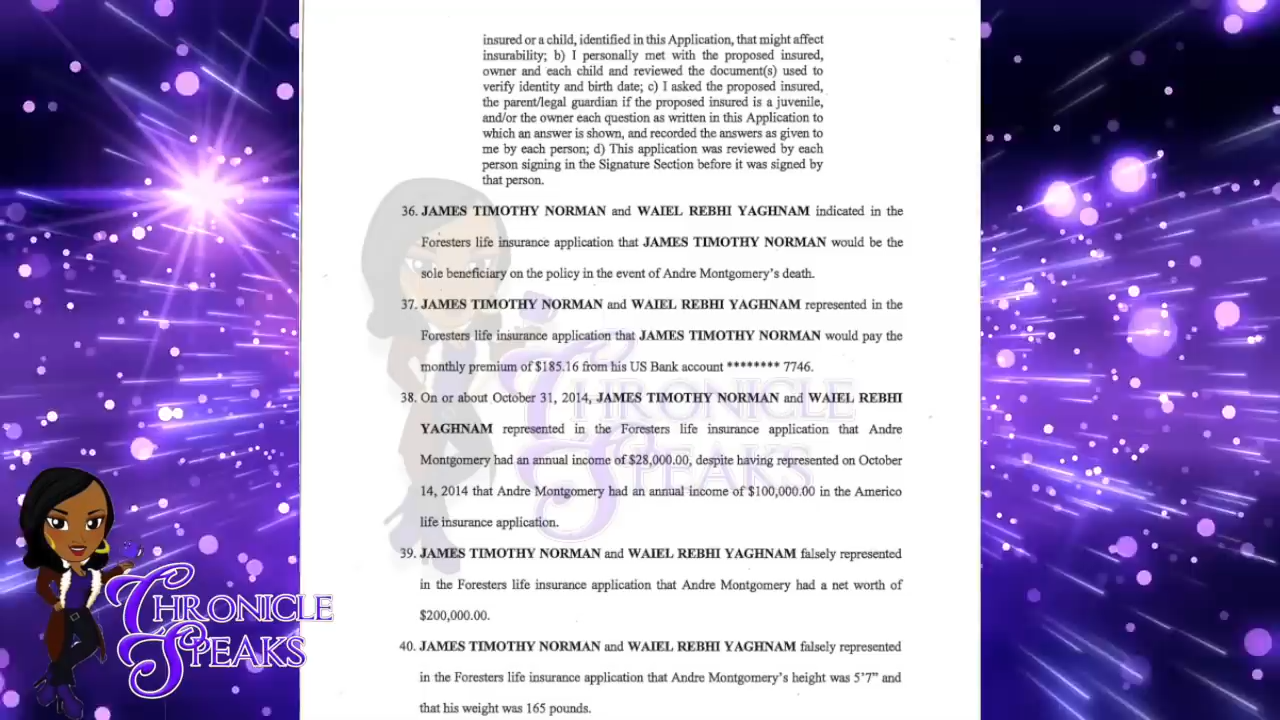 insured or a child, identified in this Application, that might affect
insurability; b) I personally met with the proposed insured,
owner and each child and reviewed the document(s) used to
verify identity and birth date; c) I asked the proposed insured,
the parent/legal guardian if the proposed insured is a juvenile,
and/or the owner each question as written in this Application to
which an answer is shown, and recorded the answers as given to
me by each person; d) This application was reviewed by each
person signing in the Signature Section before it was signed by
that person.
36. JAMES TIMOTHY NORMAN and WAIEL REBHI YAGHNAM indicated in the
Foresters life insurance application that JAMES TIMOTHY NORMAN would be the
sole beneficiary on the policy in the event of Andre Montgomery's death.
37. JAMES TIMOTHY NORMAN and WAIEL REBHI YAGHNAM represented in the
Foresters life insurance application that JAMES TIMOTHY NORMAN would pay the
monthly premium of $185.16 from his US Bank account ******** 7746.
38. On or about October 31, 2014, JAMES TIMOTHY NORMAN and WAIEL REBHI
YAGHNAM represented in the Foresters life insurance application that Andre
Montgomery had an annual income of $28,000.00, despite having represented on October
14, 2014 that Andre Montgomery had an annual income of $100,000.00 in the Americo
life insurance application.
39. JAMES TIMOTHY NORMAN and WAIEL REBHI YAGHNAM falsely represented
in the Foresters life insurance application that Andre Montgomery had a net worth of
$200,000.00.
40. JAMES TIMOTHY NORMAN and WAIEL REBHI YAGHNAM falsely represented
in the Foresters life insurance application that Andre Montgomery's height was 5'7" and
that his weight was 165 pounds.
CHRONICLE
SPEAKS
CHRONICLE
SPEAKS